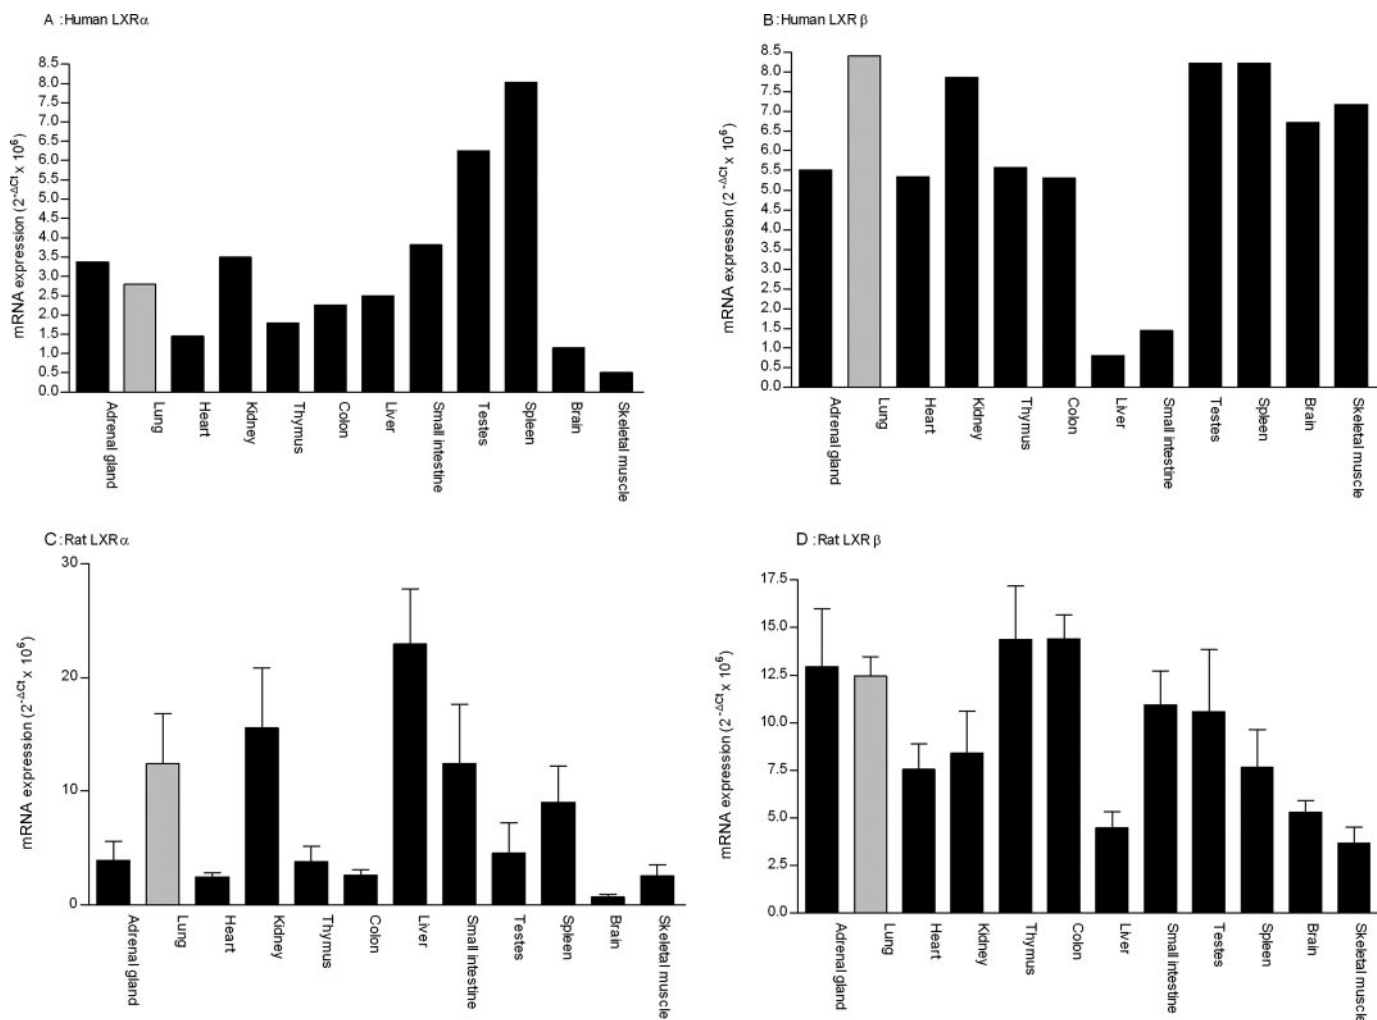 A :Human LXRα
mRNA expression (2^-ΔCt x 10^6)
8.5
8.0
7.5
7.0
6.5
6.0
5.5
5.0
4.5
4.0
3.5
3.0
2.5
2.0
1.5
1.0
0.5
0.0
Adrenal gland
Lung
Heart
Kidney
Thymus
Colon
Liver
Small intestine
Testes
Spleen
Brain
Skeletal muscle
B :Human LXR β
mRNA expression (2^-ΔCt x 10^6)
8.5
8.0
7.5
7.0
6.5
6.0
5.5
5.0
4.5
4.0
3.5
3.0
2.5
2.0
1.5
1.0
0.5
0.0
Adrenal gland
Lung
Heart
Kidney
Thymus
Colon
Liver
Small intestine
Testes
Spleen
Brain
Skeletal muscle
C :Rat LXR α
mRNA expression (2^-ΔCt x 10^6)
30
20
10
0
Adrenal gland
Lung
Heart
Kidney
Thymus
Colon
Liver
Small intestine
Testes
Spleen
Brain
Skeletal muscle
D :Rat LXR β
mRNA expression (2^-ΔCt x 10^6)
17.5
15.0
12.5
10.0
7.5
5.0
2.5
0.0
Adrenal gland
Lung
Heart
Kidney
Thymus
Colon
Liver
Small intestine
Testes
Spleen
Brain
Skeletal muscle